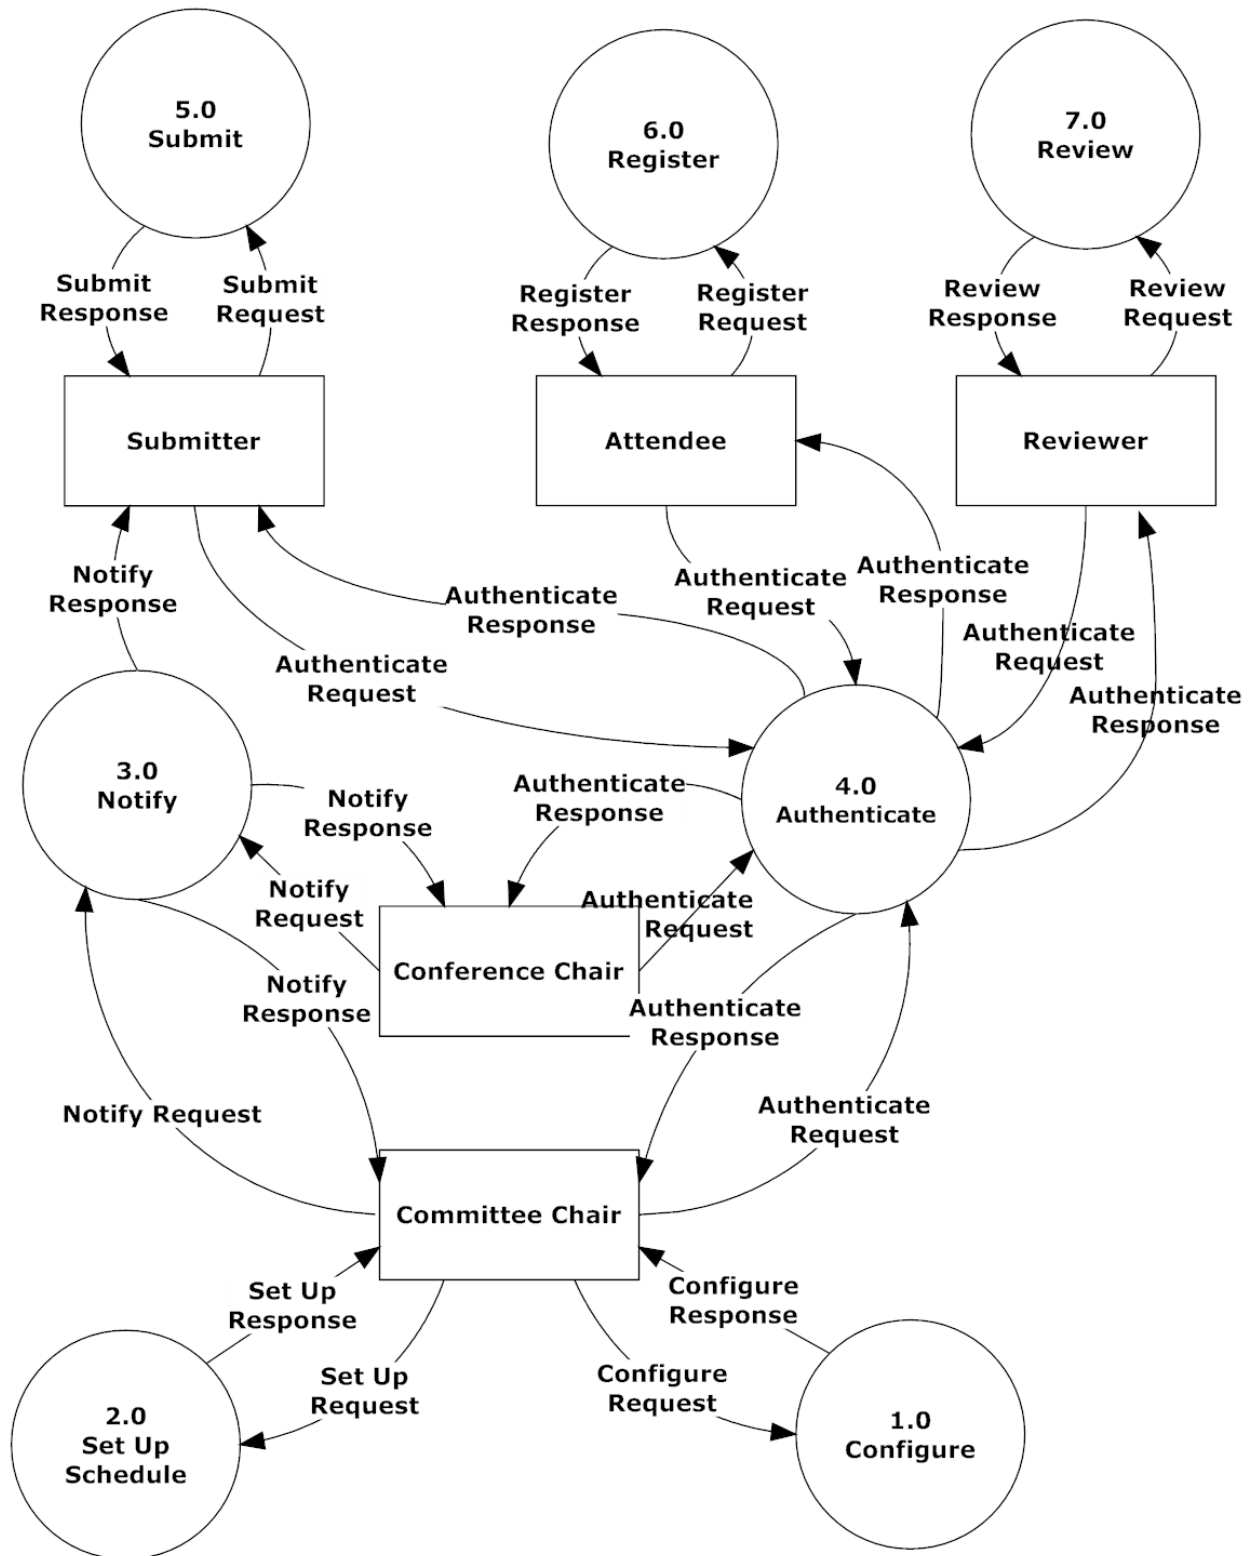 5.0
Submit
6.0
Register
7.0
Review
Submit
Response
Submit
Request
Register
Response
Register
Request
Review
Response
Review
Request
Submitter
Attendee
Reviewer
Notify
Response
Authenticate
Response
Authenticate
Request
Authenticate
Response
Authenticate
Request
Authenticate
Request
Authenticate
Response
3.0
Notify
Notify
Response
Authenticate
Response
4.0
Authenticate
Notify
Request
Authenticate
Request
Conference Chair
Notify
Response
Authenticate
Response
Notify Request
Authenticate
Request
Committee Chair
Set Up
Response
Configure
Response
Set Up
Request
Configure
Request
2.0
Set Up
Schedule
1.0
Configure